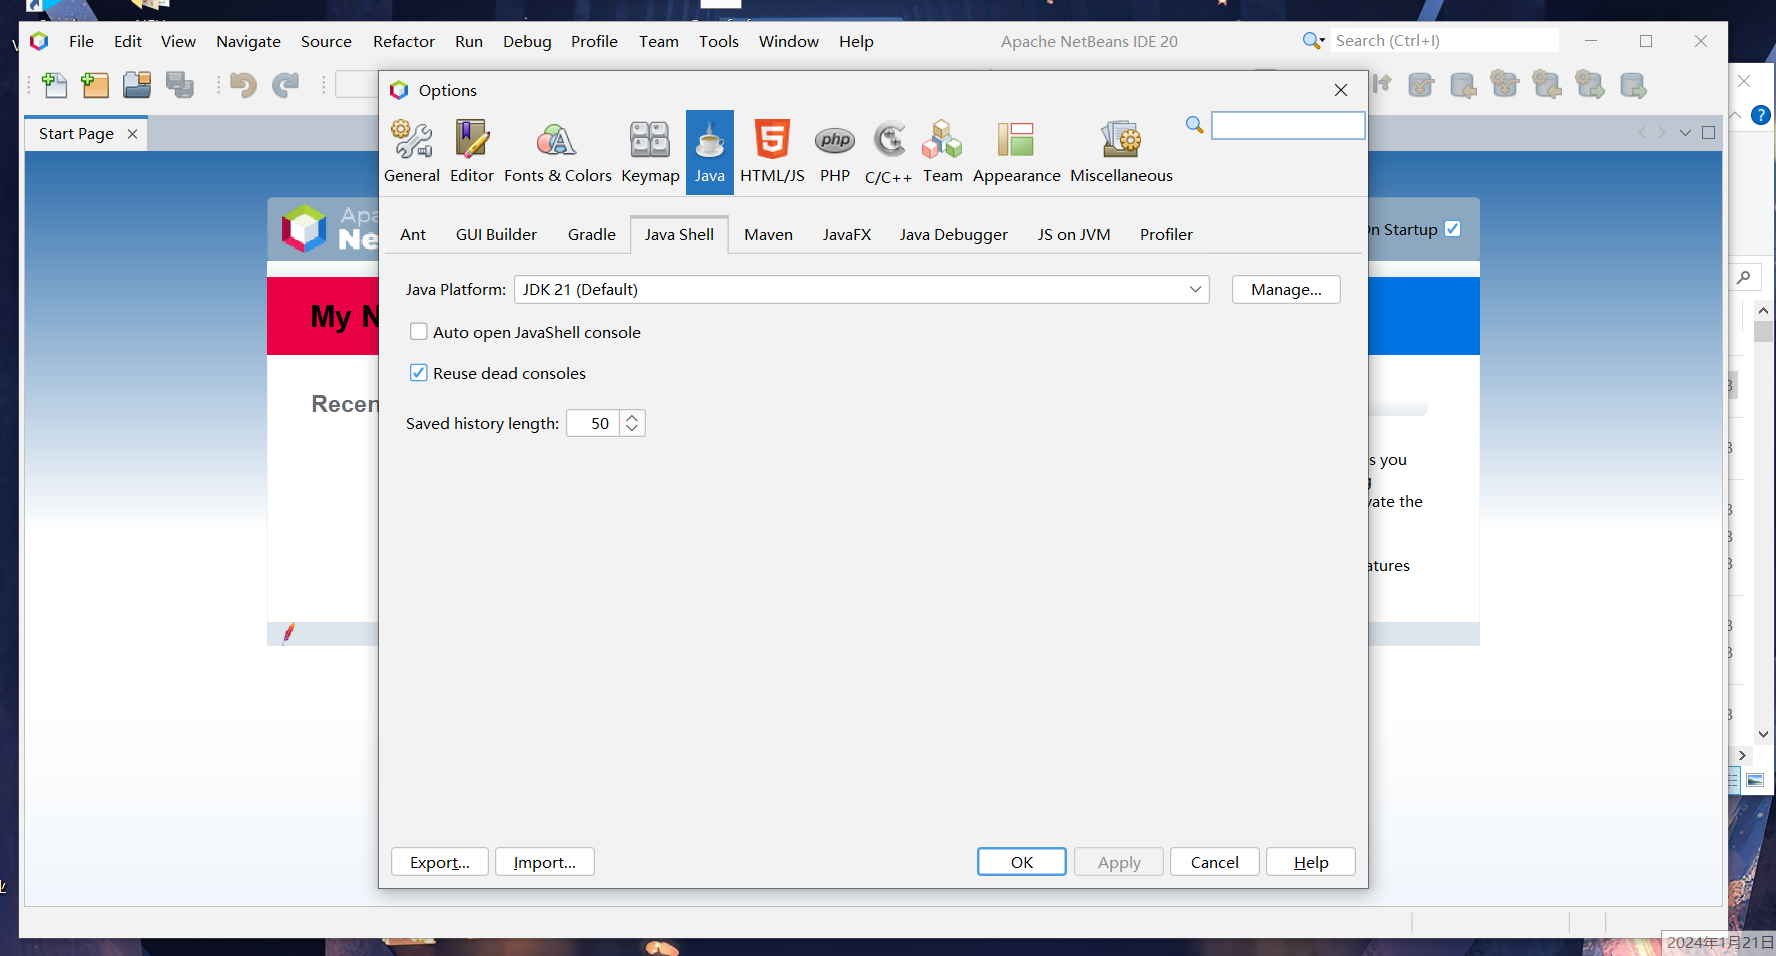 File Edit View Navigate Source Refactor Run Debug Profile Team Tools Window Help
Apache NetBeans IDE 20
Search (Ctrl+I)
Options
Start Page
General Editor Fonts & Colors Keymap Java HTML/JS PHP C/C++ Team Appearance Miscellaneous
Ant GUI Builder Gradle Java Shell Maven JavaFX Java Debugger JS on JVM Profiler
Apa
Ne
n Startup
Java Platform: JDK 21 (Default) Manage...
My N
Auto open JavaShell console
Reuse dead consoles
Recen
Saved history length: 50
s you
g
vate the
atures
Export... Import... OK Apply Cancel Help
2024年1月21日